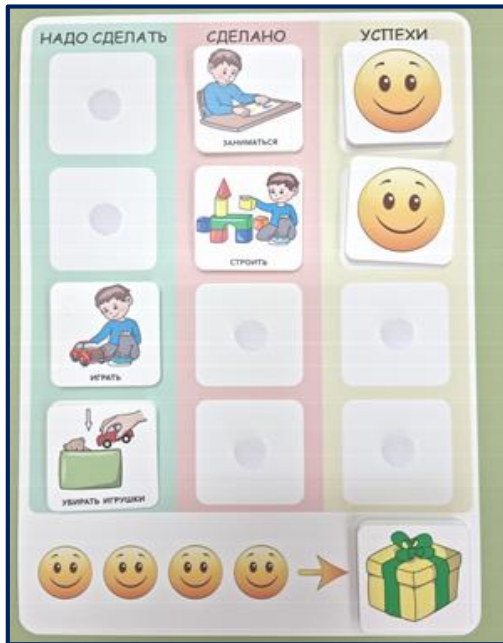 НАДО СДЕЛАТЬ СДЕЛАНО УСПЕХИ
ЗАНИМАТЬСЯ
СТРОИТЬ
ИГРАТЬ
УБИРАТЬ ИГРУШКИ